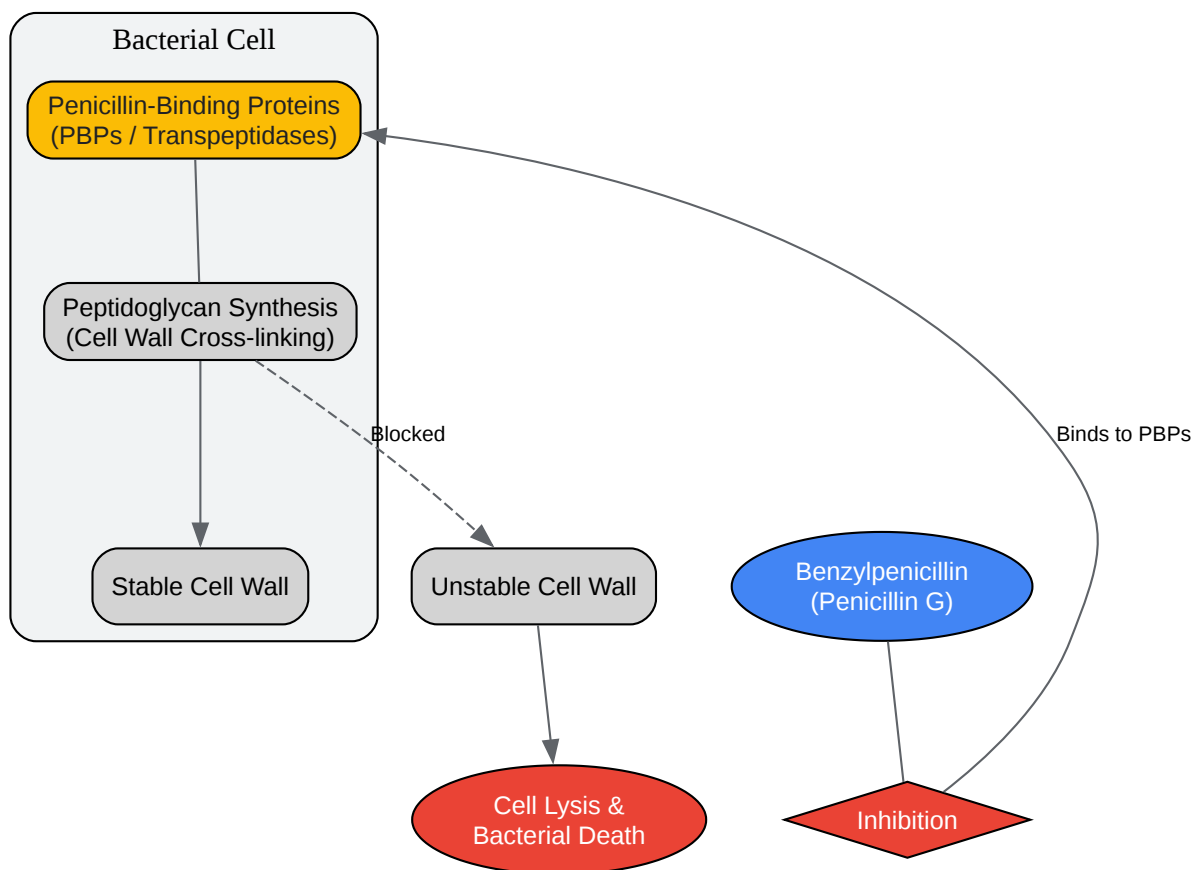 Bacterial Cell
Penicillin-Binding Proteins
(PBPs / Transpeptidases)
Peptidoglycan Synthesis
(Cell Wall Cross-linking)
Blocked
Binds to PBPs
Stable Cell Wall
Unstable Cell Wall
Benzylpenicillin
(Penicillin G)
Cell Lysis &
Bacterial Death
Inhibition